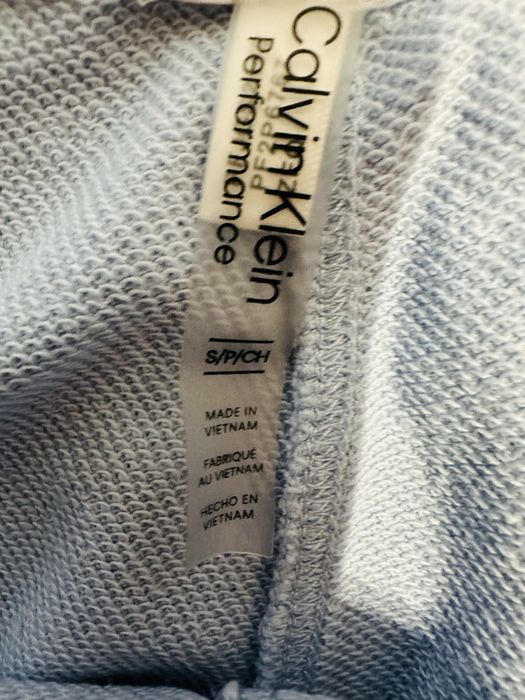 Calvin Klein
Performance
S/P/CH
MADE IN
VIETNAM
FABRIQUÉ
AU VIETNAM
HECHO EN
VIETNAM